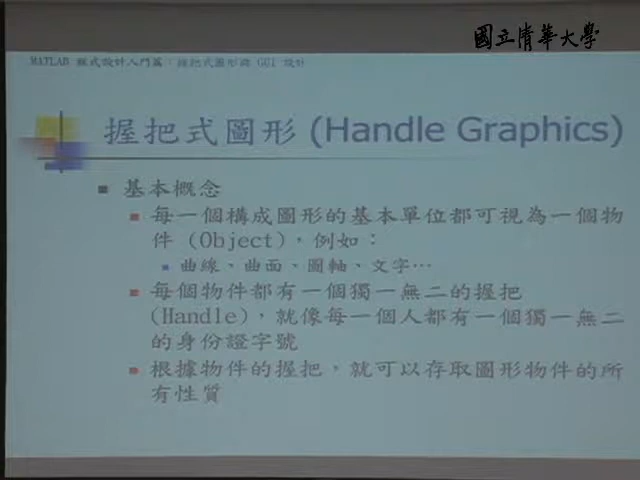 國立清華大學
MATLAB 程式設計入門篇：握把式圖形與 GUI 設計
握把式圖形 (Handle Graphics)
基本概念
每一個構成圖形的基本單位都可視為一個物
件 (Object)，例如：
曲線、曲面、圖軸、文字…
每個物件都有一個獨一無二的握把
(Handle)，就像每一個人都有一個獨一無二
的身份證字號
根據物件的握把，就可以存取圖形物件的所
有性質